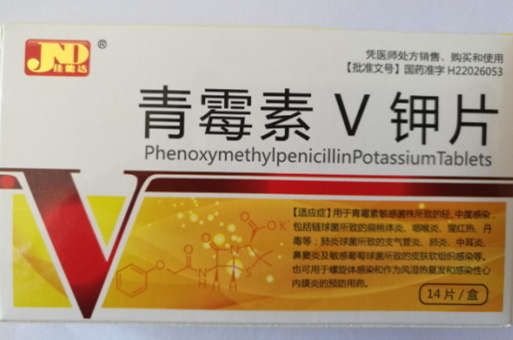 JND®
佳能达
凭医师处方销售、购买和使用
【批准文号】国药准字 H22026053
青霉素 V 钾片
PhenoxymethylpenicillinPotassiumTablets
【适应症】用于青霉素敏感菌株所致的轻、中度感染，
包括链球菌所致的扁桃体炎、咽喉炎、猩红热、丹
毒等；肺炎球菌所致的支气管炎、肺炎、中耳炎、
鼻窦炎及敏感葡萄球菌所致的皮肤软组织感染等。
也可用于螺旋体感染和作为风湿热复发和感染性心
内膜炎的预防用药。
14 片 / 盒